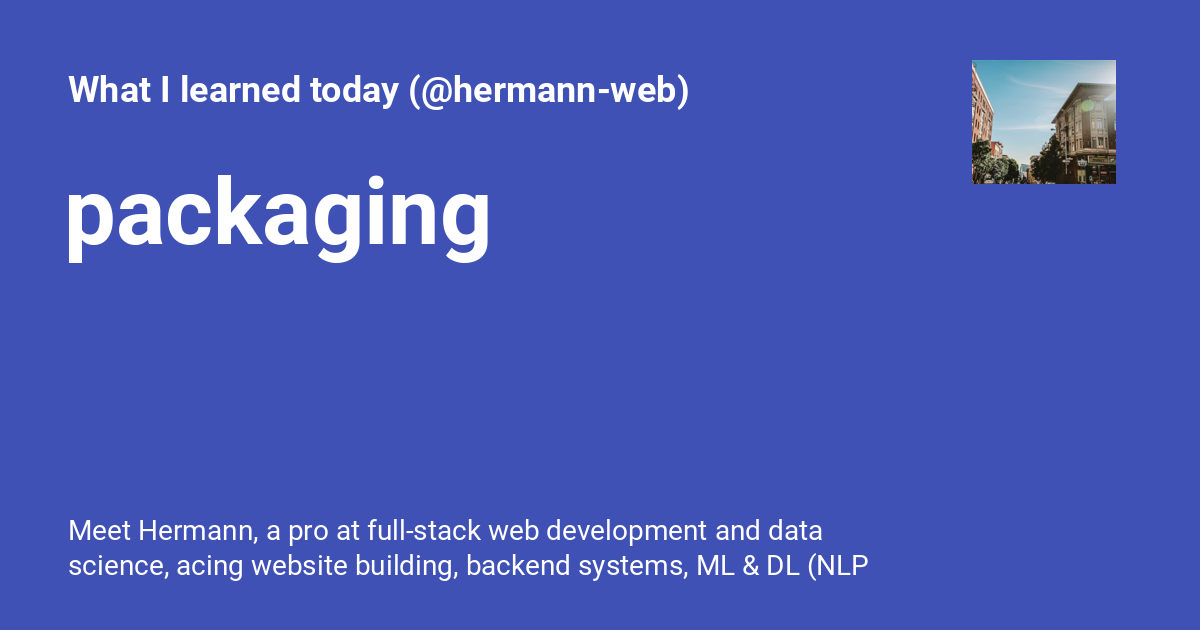 What I learned today (@hermann-web)
packaging
Meet Hermann, a pro at full-stack web development and data
science, acing website building, backend systems, ML & DL (NLP